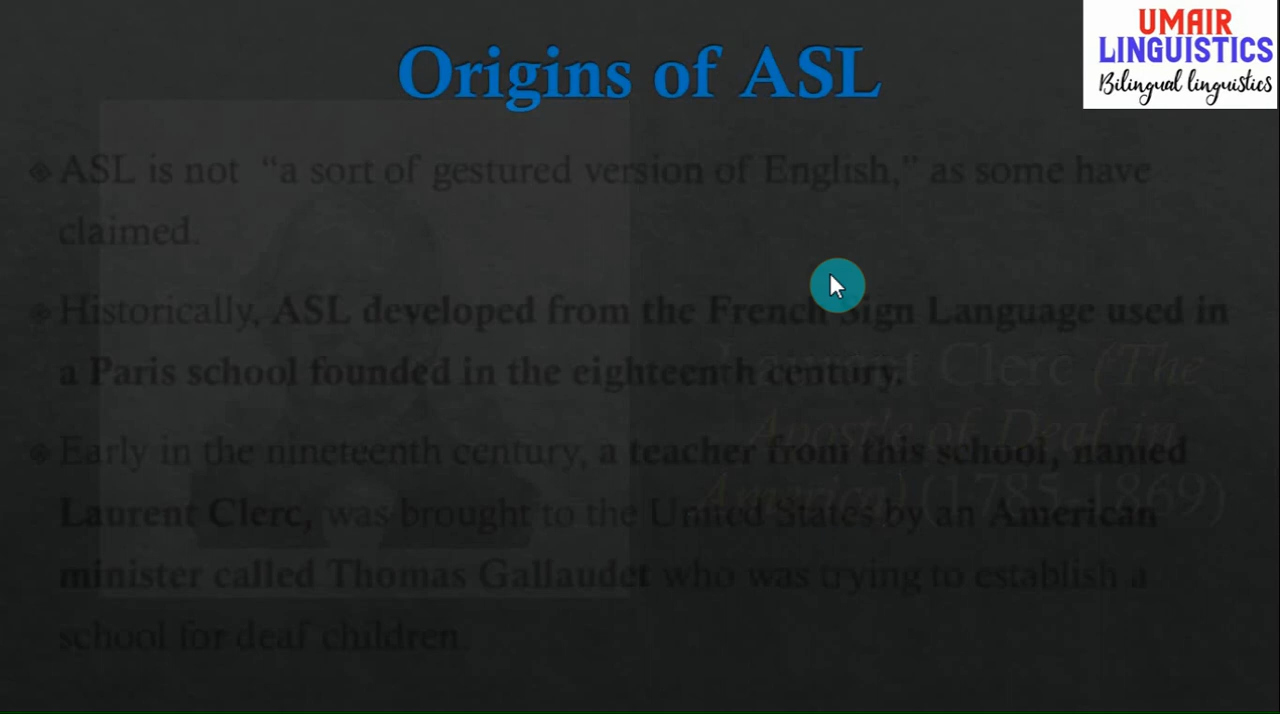 UMAIR
LINGUISTICS
Bilingual linguistics
Origins of ASL
ASL is not “a sort of gestured version of English,” as some have
claimed.
Historically, ASL developed from the French Sign Language used in
a Paris school founded in the eighteenth century.
Early in the nineteenth century, a teacher from this school, named
Laurent Clerc, was brought to the United States by an American
minister called Thomas Gallaudet who was trying to establish a
school for deaf children.
Laurent Clerc (The
Apostle of Deaf in
America) (1785-1869)